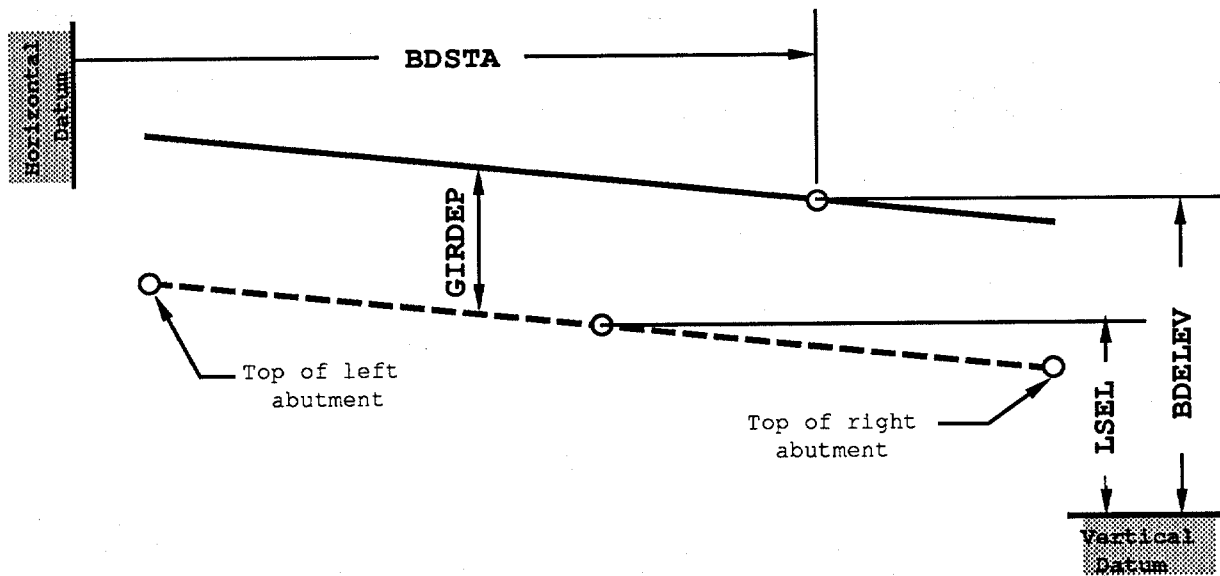 Horizontal
Datum
BDSTA
GIRDEP
Top of left
abutment
Top of right
abutment
LSEL
BDELEV
Vertical
Datum